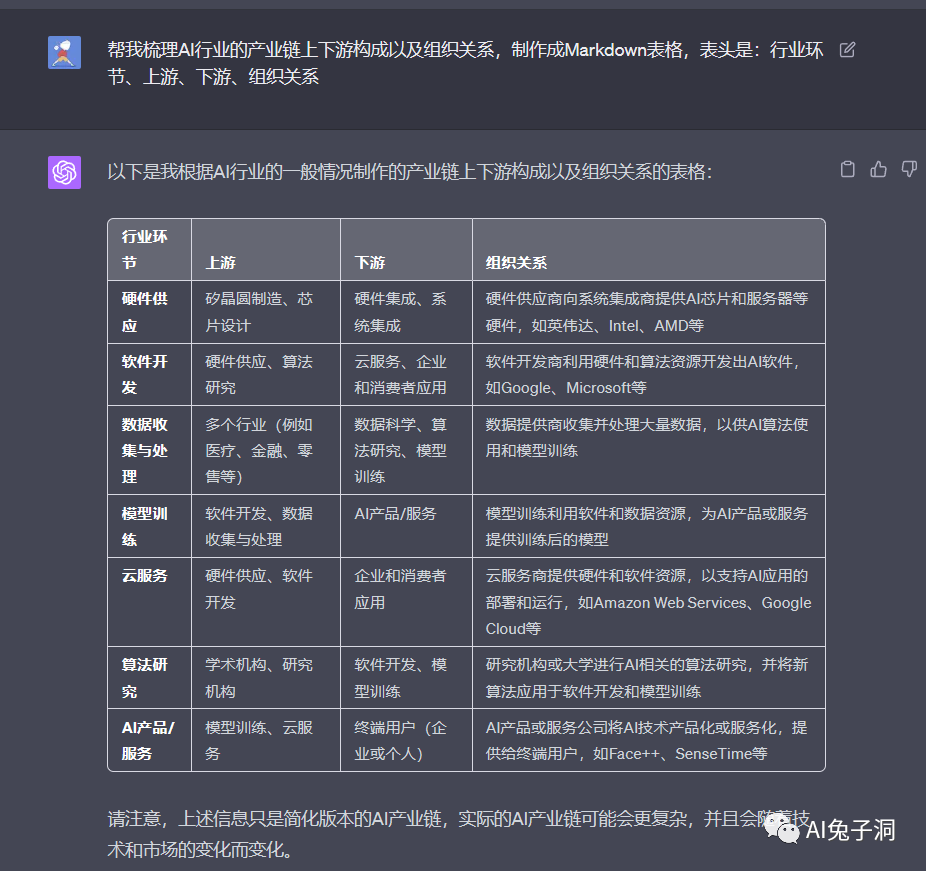 帮我梳理AI行业的产业链上下游构成以及组织关系，制作成Markdown表格，表头是：行业环
节、上游、下游、组织关系
以下是我根据AI行业的一般情况制作的产业链上下游构成以及组织关系的表格：
行业环
节
上游
下游
组织关系
硬件供
应
矽晶圆制造、芯
片设计
硬件集成、系
统集成
硬件供应商向系统集成商提供AI芯片和服务器等
硬件，如英伟达、Intel、AMD等
软件开
发
硬件供应、算法
研究
云服务、企业
和消费者应用
软件开发商利用硬件和算法资源开发出AI软件，
如Google、Microsoft等
数据收
集与处
理
多个行业（例如
医疗、金融、零
售等）
数据科学、算
法研究、模型
训练
数据提供商收集并处理大量数据，以供AI算法使
用和模型训练
模型训
练
软件开发、数据
收集与处理
AI产品/服务
模型训练利用软件和数据资源，为AI产品或服务
提供训练后的模型
云服务
硬件供应、软件
开发
企业和消费者
应用
云服务商提供硬件和软件资源，以支持AI应用的
部署和运行，如Amazon Web Services、Google
Cloud等
算法研
究
学术机构、研究
机构
软件开发、模
型训练
研究机构或大学进行AI相关的算法研究，并将新
算法应用于软件开发和模型训练
AI产品/
服务
模型训练、云服
务
终端用户（企
业或个人）
AI产品或服务公司将AI技术产品化或服务化，提
供给终端用户，如Face++、SenseTime等
请注意，上述信息只是简化版本的AI产业链，实际的AI产业链可能会更复杂，并且会随着技
术和市场的变化而变化。
AI兔子洞